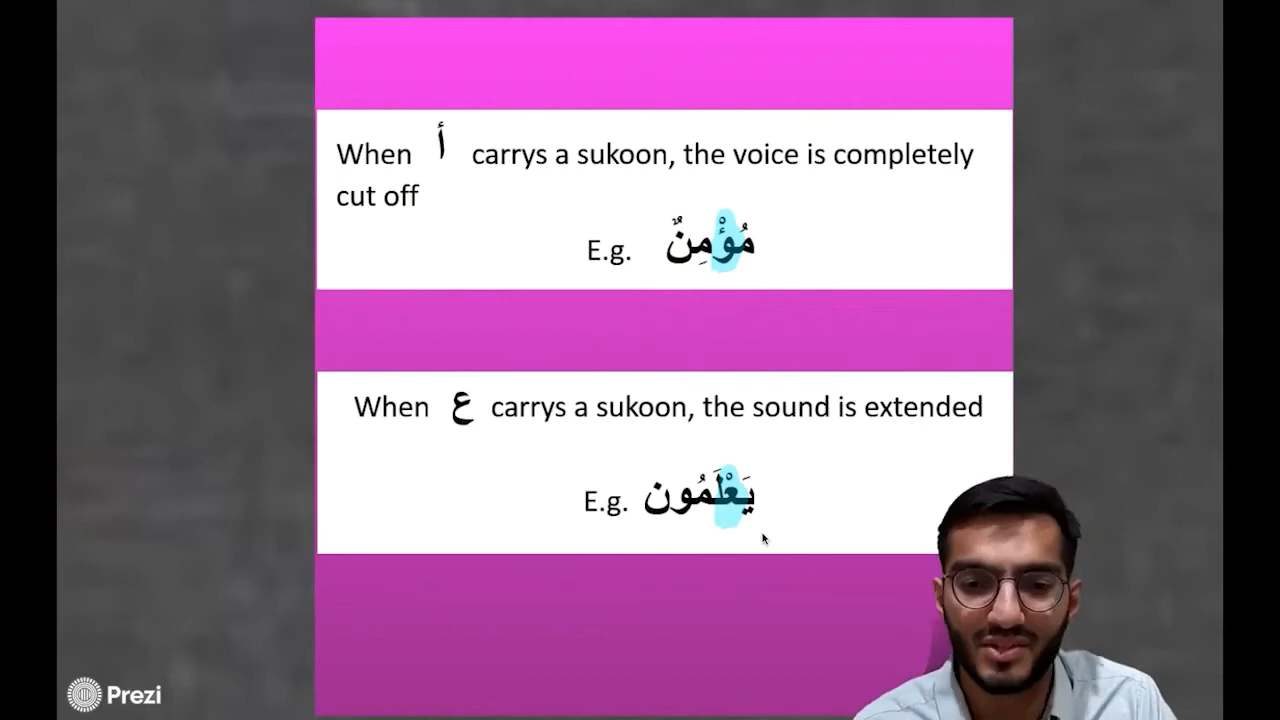 When أ carrys a sukoon, the voice is completely
cut off
E.g. مُؤْمِنٌ
When ع carrys a sukoon, the sound is extended
E.g. يَعْلَمُون
Prezi